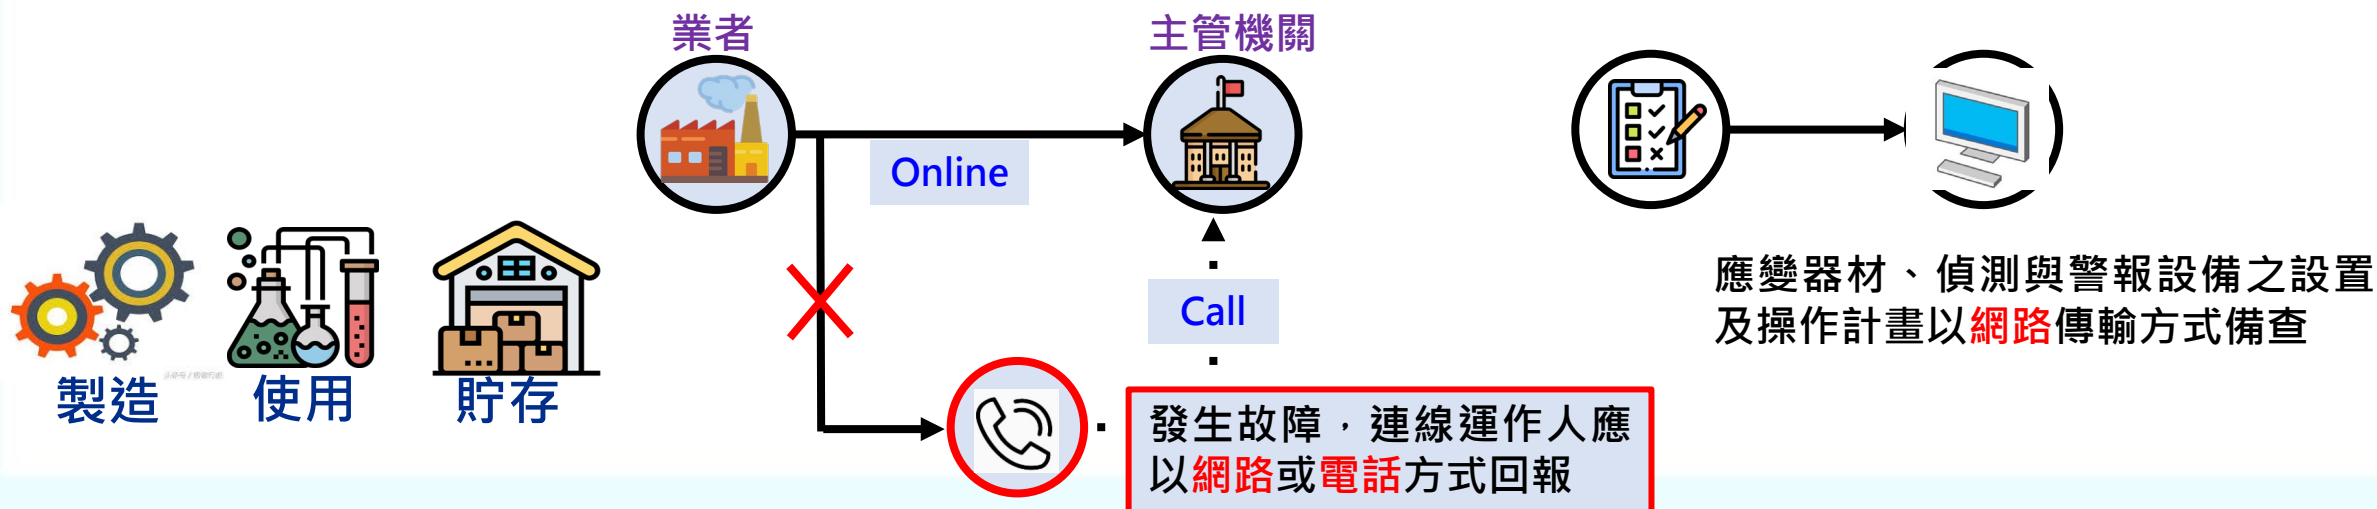 業者
主管機關
Online
製造
使用
貯存
Call
發生故障，連線運作人應
以網路或電話方式回報
應變器材、偵測與警報設備之設置
及操作計畫以網路傳輸方式備查